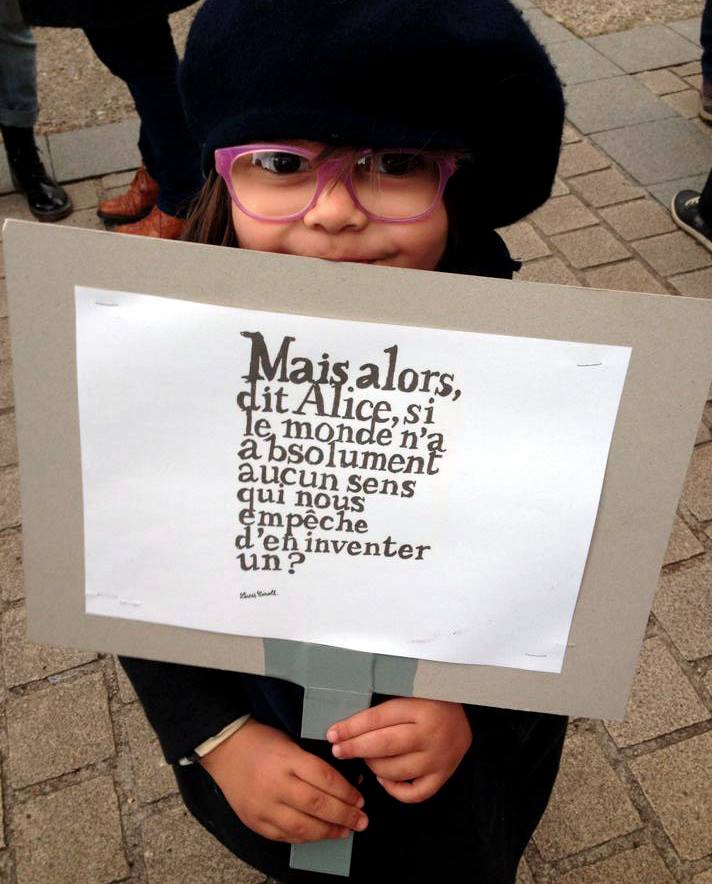 Mais alors,
dit Alice, si
le monde n'a
absolument
aucun sens
qui nous
empêche
d'en inventer
un?
Lewis Carroll.